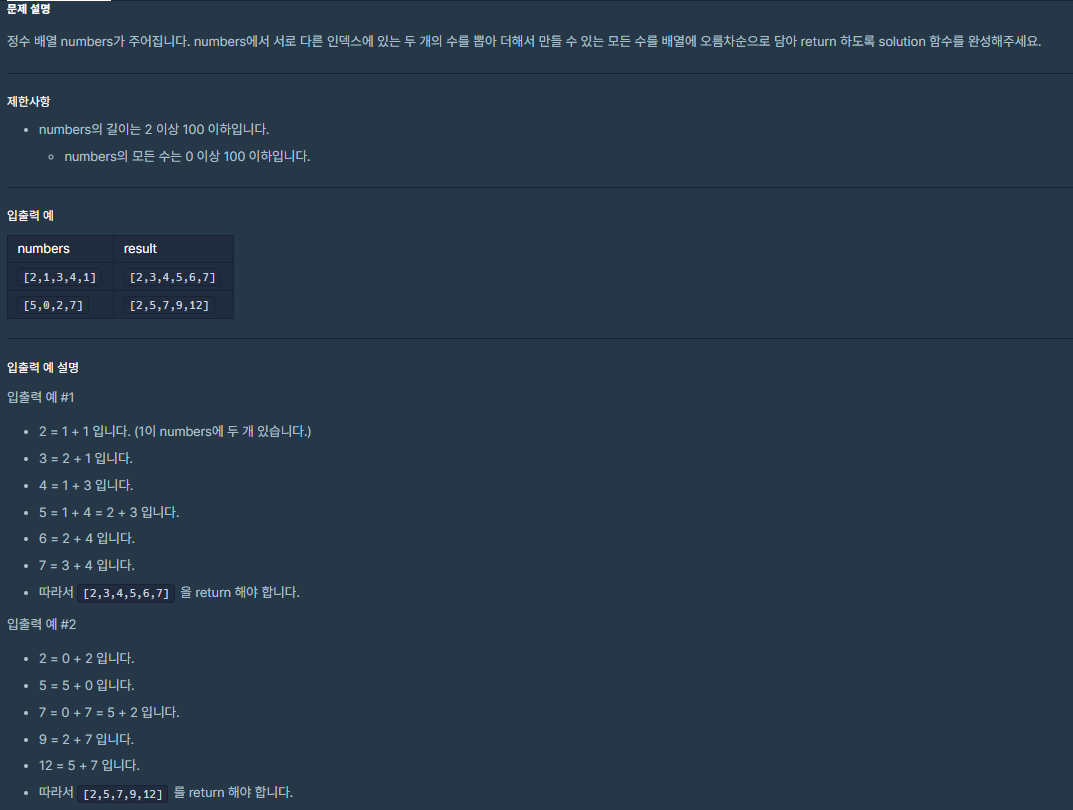 문제 설명
정수 배열 numbers가 주어집니다. numbers에서 서로 다른 인덱스에 있는 두 개의 수를 뽑아 더해서 만들 수 있는 모든 수를 배열에 오름차순으로 담아 return 하도록 solution 함수를 완성해주세요.
제한사항
numbers의 길이는 2 이상 100 이하입니다.
numbers의 모든 수는 0 이상 100 이하입니다.
입출력 예
numbers result
[2,1,3,4,1] [2,3,4,5,6,7]
[5,0,2,7] [2,5,7,9,12]
입출력 예 설명
입출력 예 #1
2 = 1 + 1 입니다. (1이 numbers에 두 개 있습니다.)
3 = 2 + 1 입니다.
4 = 1 + 3 입니다.
5 = 1 + 4 = 2 + 3 입니다.
6 = 2 + 4 입니다.
7 = 3 + 4 입니다.
따라서 [2,3,4,5,6,7] 을 return 해야 합니다.
입출력 예 #2
2 = 0 + 2 입니다.
5 = 5 + 0 입니다.
7 = 0 + 7 = 5 + 2 입니다.
9 = 2 + 7 입니다.
12 = 5 + 7 입니다.
따라서 [2,5,7,9,12] 를 return 해야 합니다.